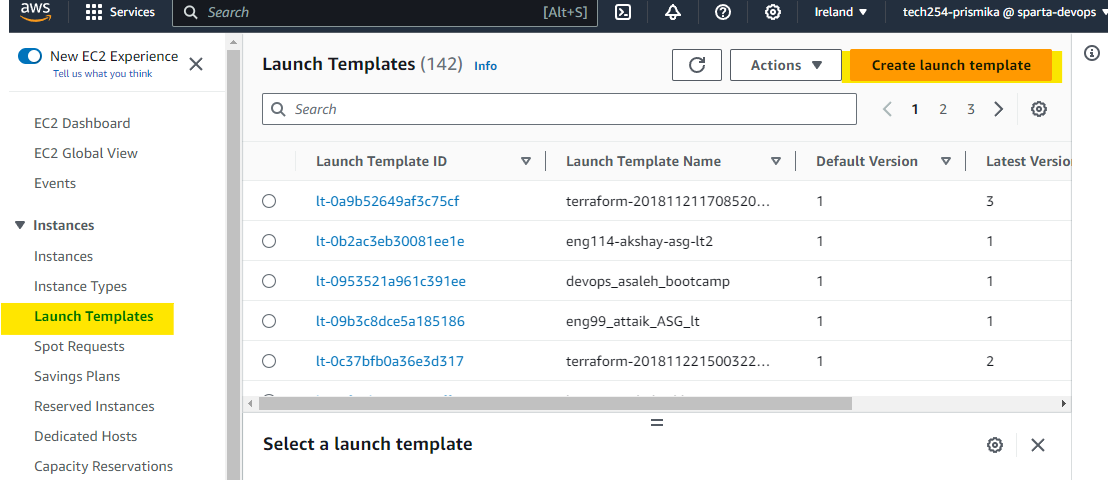 aws Services Search [Alt+S] Ireland tech254-prismika @ sparta-devops
New EC2 Experience
Tell us what you think
EC2 Dashboard
EC2 Global View
Events
Instances
Instances
Instance Types
Launch Templates
Spot Requests
Savings Plans
Reserved Instances
Dedicated Hosts
Capacity Reservations
Launch Templates (142) Info
Actions
Create launch template
Search
1 2 3
Launch Template ID Launch Template Name Default Version Latest Versio
lt-0a9b52649af3c75cf terraform-201811211708520... 1 3
lt-0b2ac3eb30081ee1e eng114-akshay-asg-lt2 1 1
lt-0953521a961c391ee devops_asaleh_bootcamp 1 1
lt-09b3c8dce5a185186 eng99_attaik_ASG_lt 1 1
lt-0c37bfb0a36e3d317 terraform-201811221500322... 1 2
Select a launch template